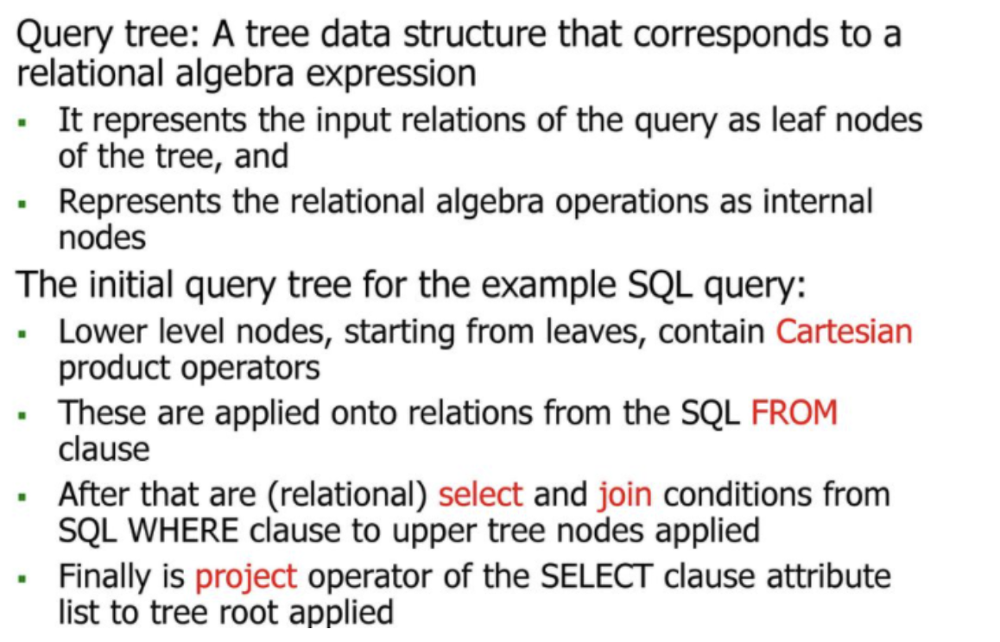 Query tree: A tree data structure that corresponds to a
relational algebra expression
▪ It represents the input relations of the query as leaf nodes
of the tree, and
▪ Represents the relational algebra operations as internal
nodes
The initial query tree for the example SQL query:
▪ Lower level nodes, starting from leaves, contain Cartesian
product operators
▪ These are applied onto relations from the SQL FROM
clause
▪ After that are (relational) select and join conditions from
SQL WHERE clause to upper tree nodes applied
▪ Finally is project operator of the SELECT clause attribute
list to tree root applied